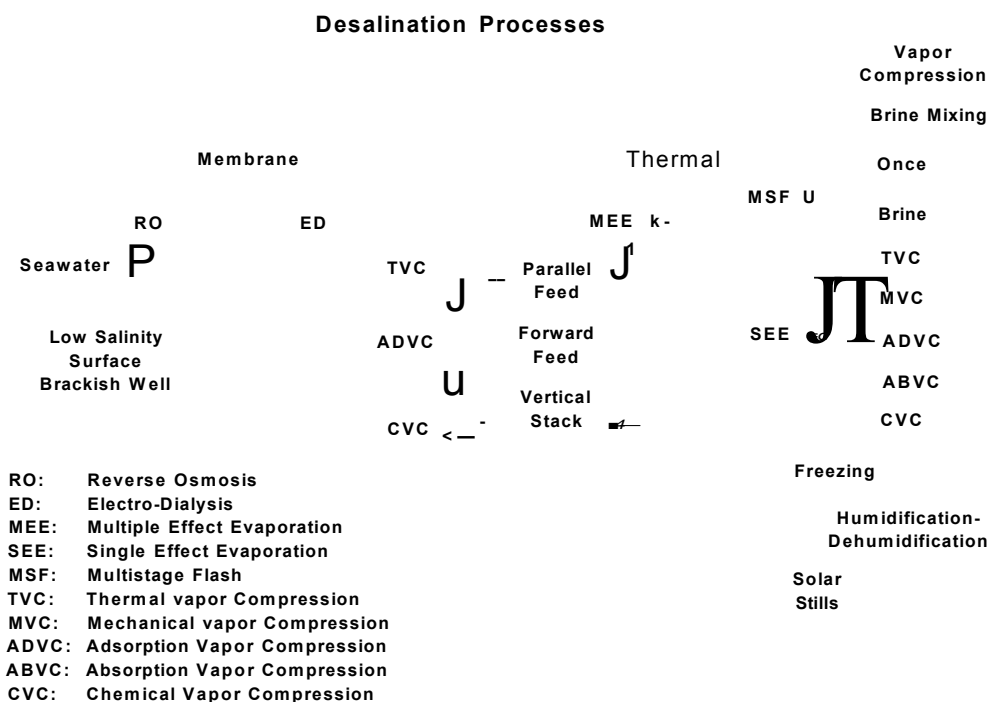 Desalination Processes
Vapor
Compression
Brine Mixing
Membrane
Thermal
Once
MSF U
Brine
RO
ED
MEE k-
Seawater P
TVC
J
Parallel
Feed
J
TVC
MVC
JT
Low Salinity
Surface
Brackish Well
ADVC
u
Forward
Feed
SEE
ADVC
ABVC
Vertical
Stack
CVC <—-
CVC
Freezing
Humidification-
Dehumidification
Solar
Stills
RO: Reverse Osmosis
ED: Electro-Dialysis
MEE: Multiple Effect Evaporation
SEE: Single Effect Evaporation
MSF: Multistage Flash
TVC: Thermal vapor Compression
MVC: Mechanical vapor Compression
ADVC: Adsorption Vapor Compression
ABVC: Absorption Vapor Compression
CVC: Chemical Vapor Compression